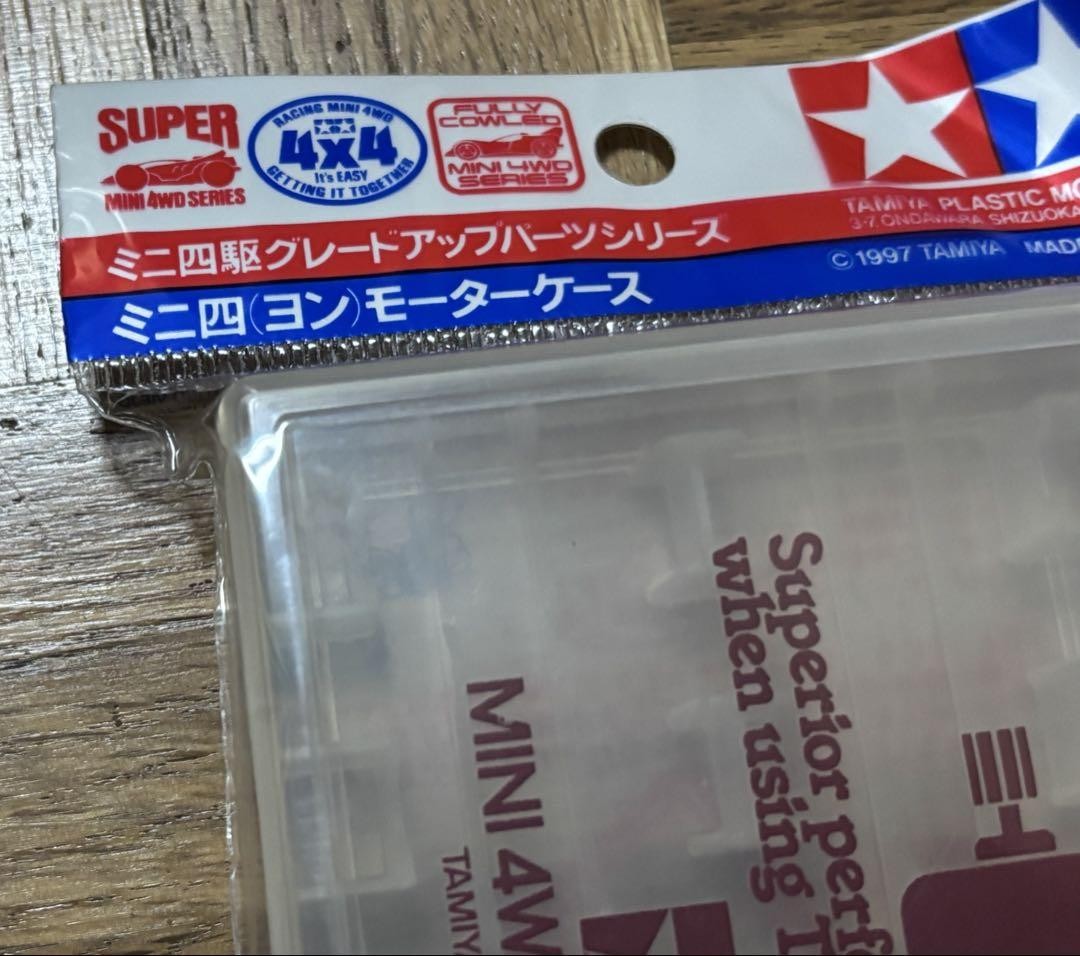 SUPER
MINI 4WD SERIES
RACING MINI 4WD
4x4
It's EASY
GETTING IT TOGETHER
FULLY
COWLED
MINI 4WD
SERIES
TAMIYA PLASTIC MO
3-7, ONDAWARA SHIZUOKA
ミニ四駆グレードアップパーツシリーズ
© 1997 TAMIYA MADE
ミニ四(ヨン)モーターケース
Superior perfo
when using T
MINI 4W
TAMIY